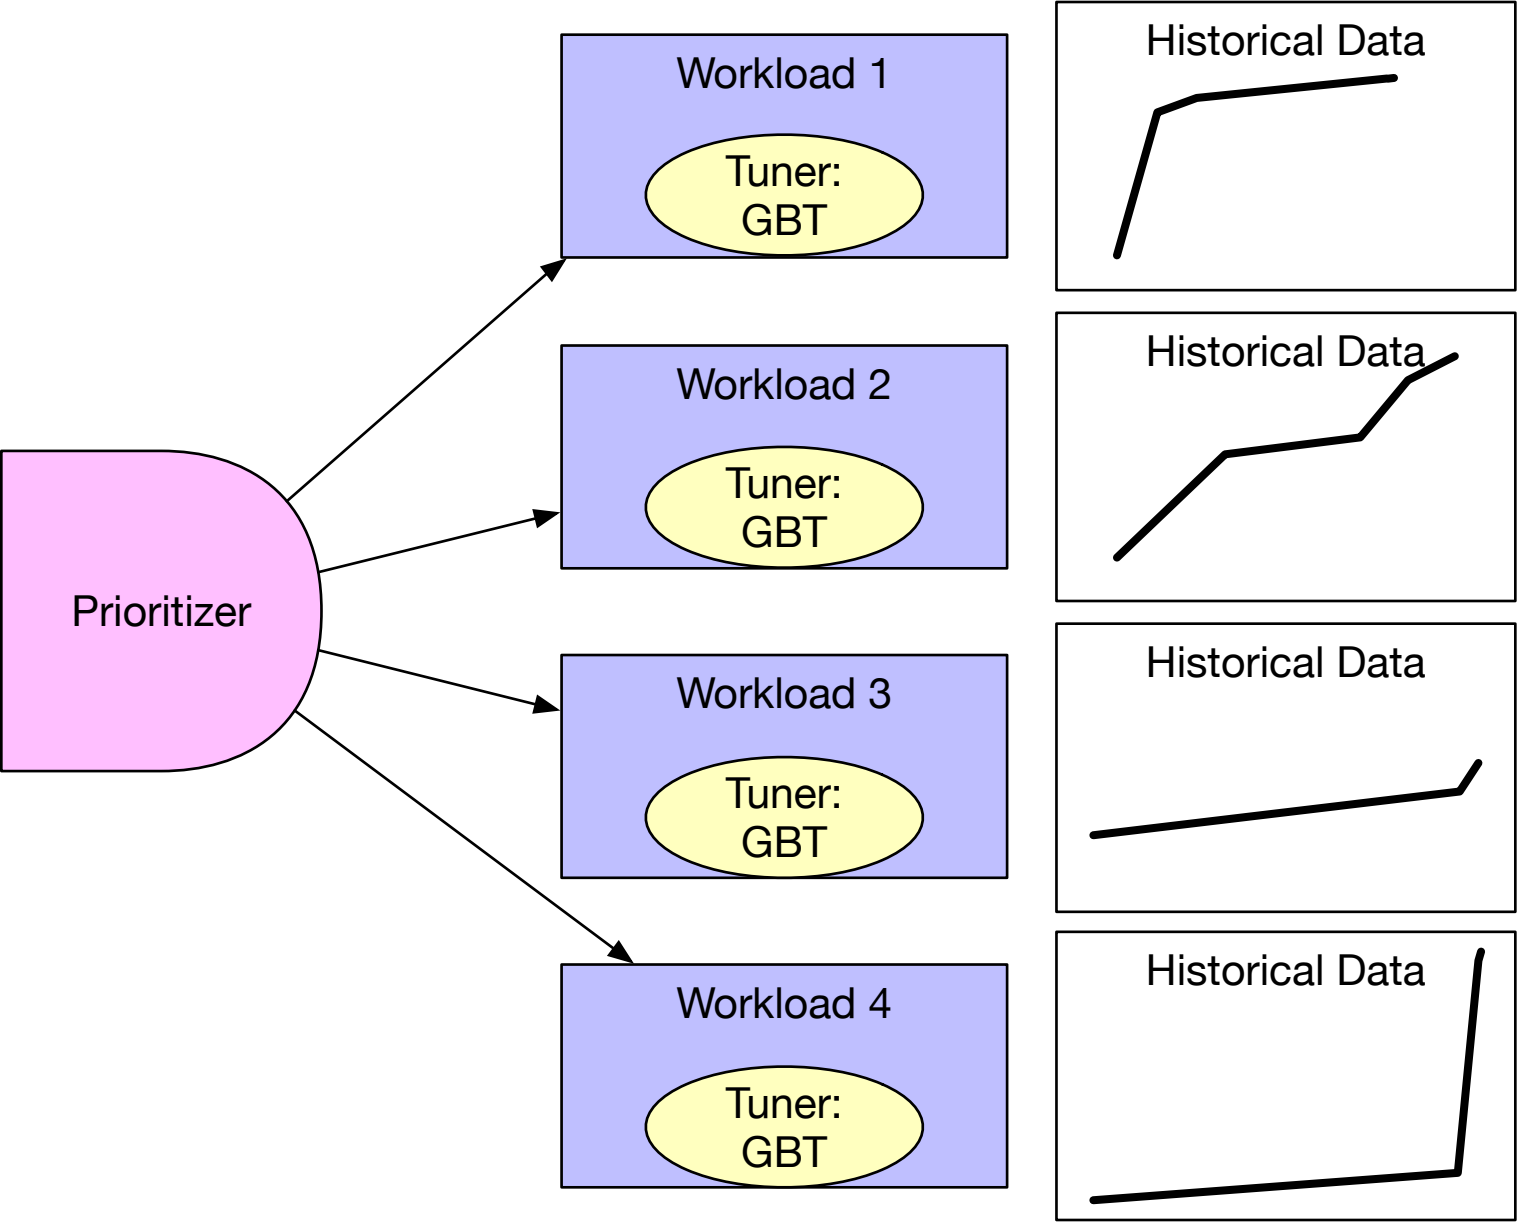 Workload 1
Tuner:
GBT
Historical Data
Workload 2
Tuner:
GBT
Historical Data
Prioritizer
Workload 3
Tuner:
GBT
Historical Data
Workload 4
Tuner:
GBT
Historical Data